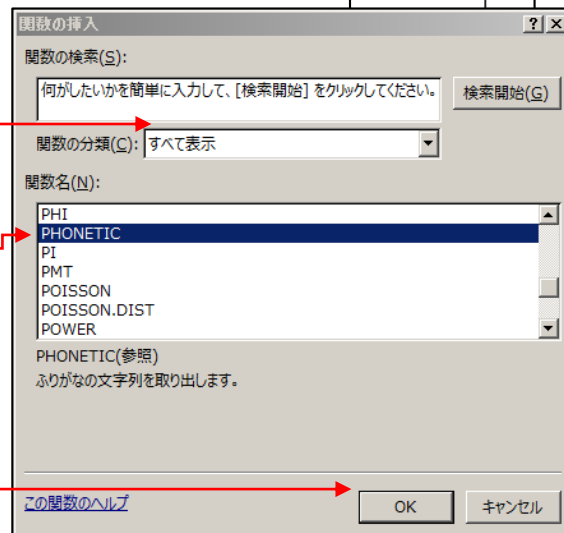 関数の挿入
関数の検索(S):
何がしたいかを簡単に入力して、[検索開始] をクリックしてください。
検索開始(G)
関数の分類(C): すべて表示
関数名(N):
PHI
PHONETIC
PI
PMT
POISSON
POISSON.DIST
POWER
PHONETIC(参照)
ふりがなの文字列を取り出します。
この関数のヘルプ
OK
キャンセル